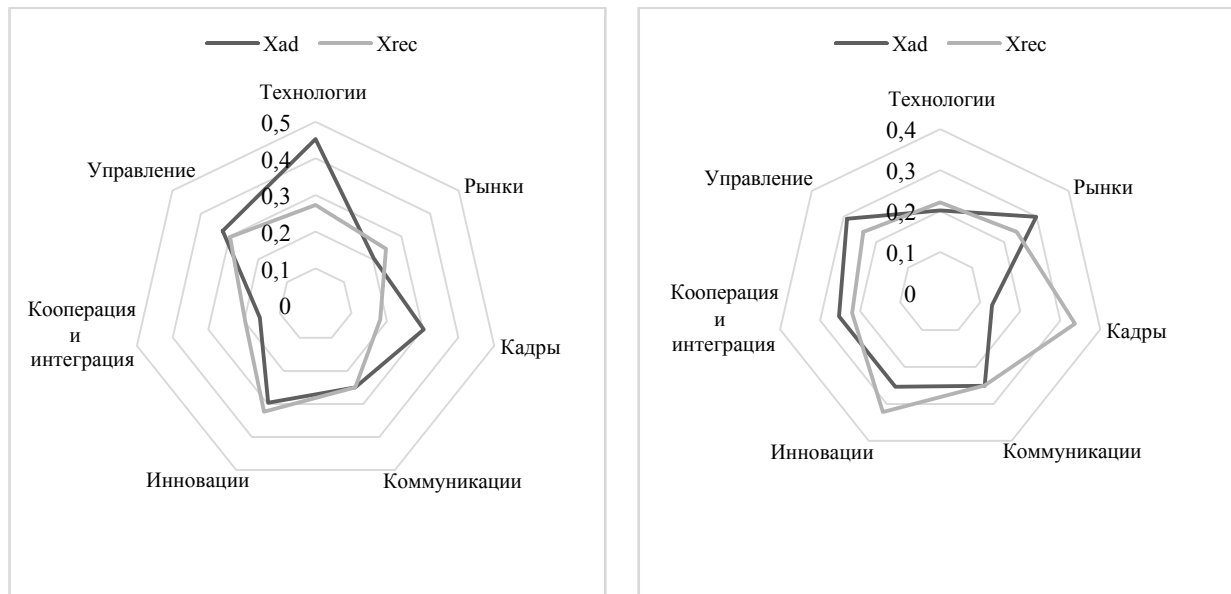 Xad Xrec
Технологии
0,5
0,4
0,3
0,2
0,1
0
Управление
Рынки
Кооперация
и
интеграция
Кадры
Инновации
Коммуникации
Xad Xrec
Технологии
0,4
0,3
0,2
0,1
0
Управление
Рынки
Кооперация
и
интеграция
Кадры
Инновации
Коммуникации